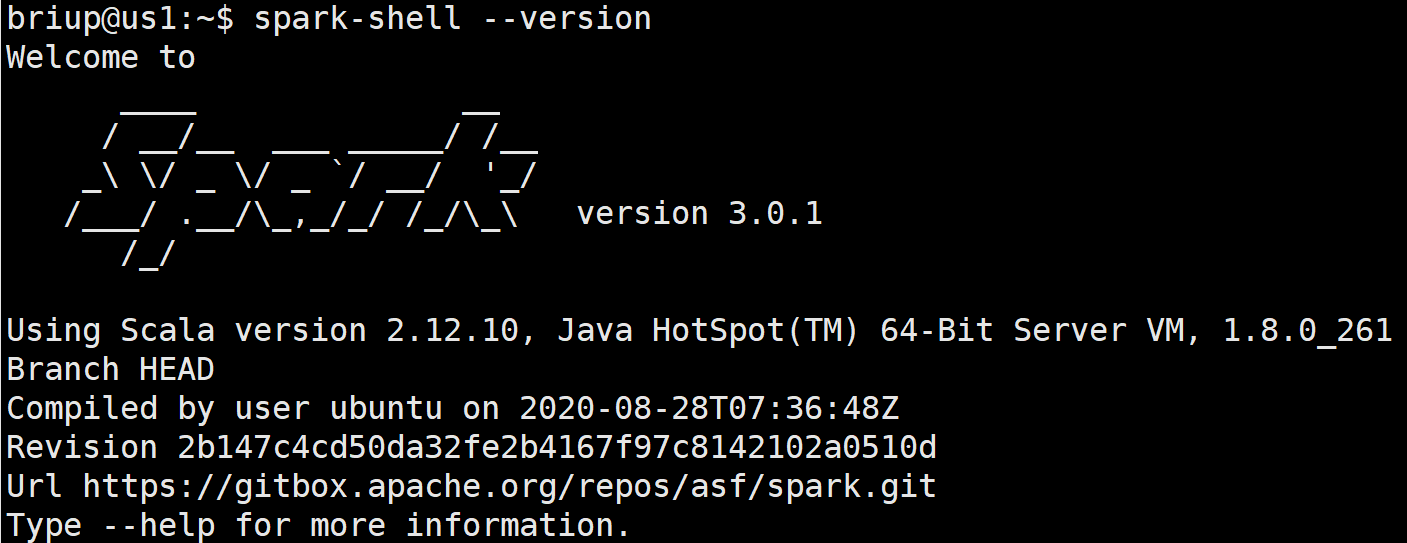 briup@us1:~$ spark-shell --version
Welcome to
      ____              __
     / __/__  ___ _____/ /__
    _\ \/ _ \/ _ `/ __/  '_/
   /___/ .__/\_,_/_/ /_/\_\   version 3.0.1
      /_/

Using Scala version 2.12.10, Java HotSpot(TM) 64-Bit Server VM, 1.8.0_261
Branch HEAD
Compiled by user ubuntu on 2020-08-28T07:36:48Z
Revision 2b147c4cd50da32fe2b4167f97c8142102a0510d
Url https://gitbox.apache.org/repos/asf/spark.git
Type --help for more information.